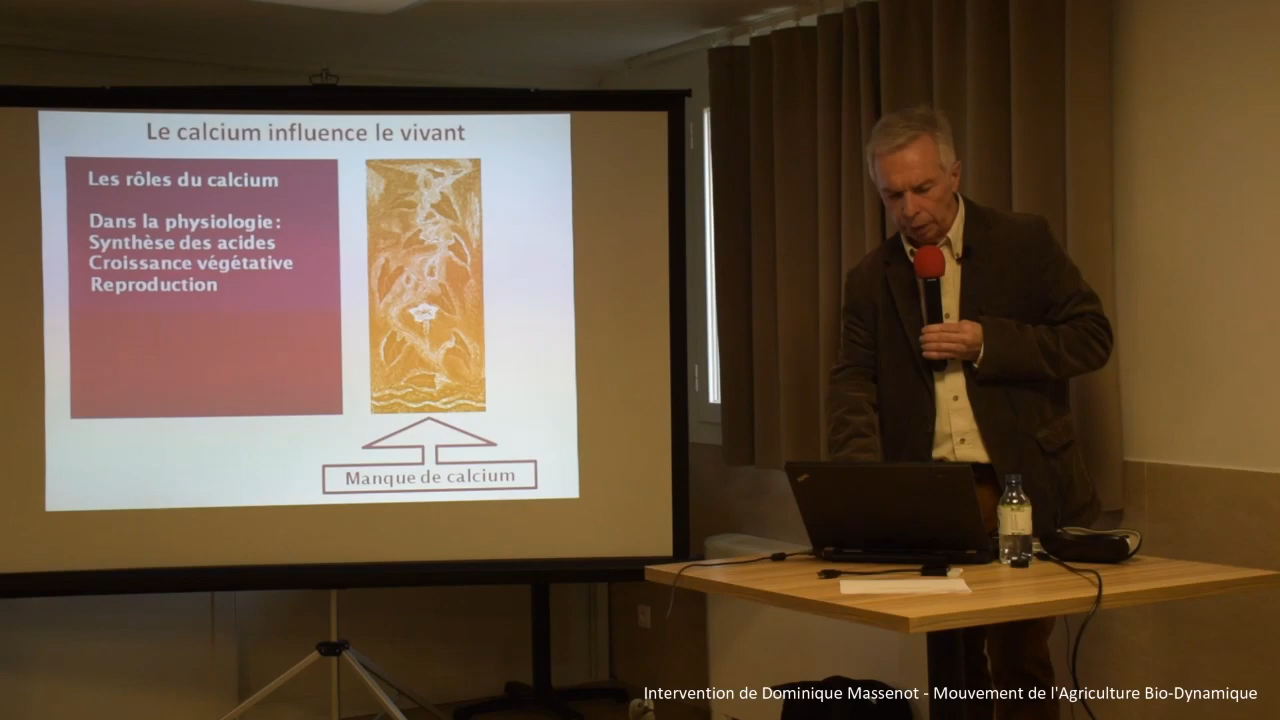 Le calcium influence le vivant
Les rôles du calcium
Dans la physiologie :
Synthèse des acides
Croissance végétative
Reproduction
Manque de calcium
Intervention de Dominique Massenot - Mouvement de l'Agriculture Bio-Dynamique